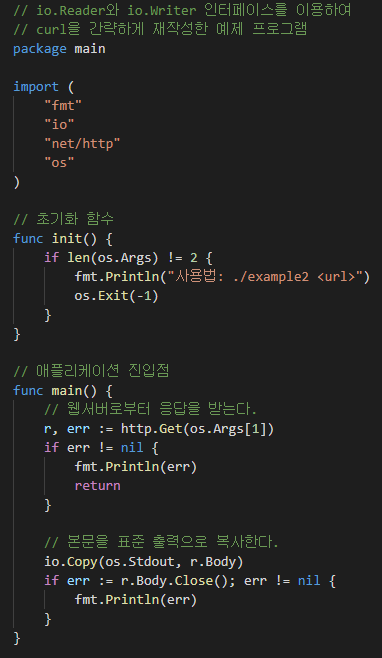 // io.Reader와 io.Writer 인터페이스를 이용하여
// curl을 간략하게 재작성한 예제 프로그램
package main

import (
    "fmt"
    "io"
    "net/http"
    "os"
)

// 초기화 함수
func init() {
    if len(os.Args) != 2 {
        fmt.Println("사용법: ./example2 <url>")
        os.Exit(-1)
    }
}

// 애플리케이션 진입점
func main() {
    // 웹서버로부터 응답을 받는다.
    r, err := http.Get(os.Args[1])
    if err != nil {
        fmt.Println(err)
        return
    }

    // 본문을 표준 출력으로 복사한다.
    io.Copy(os.Stdout, r.Body)
    if err := r.Body.Close(); err != nil {
        fmt.Println(err)
    }
}